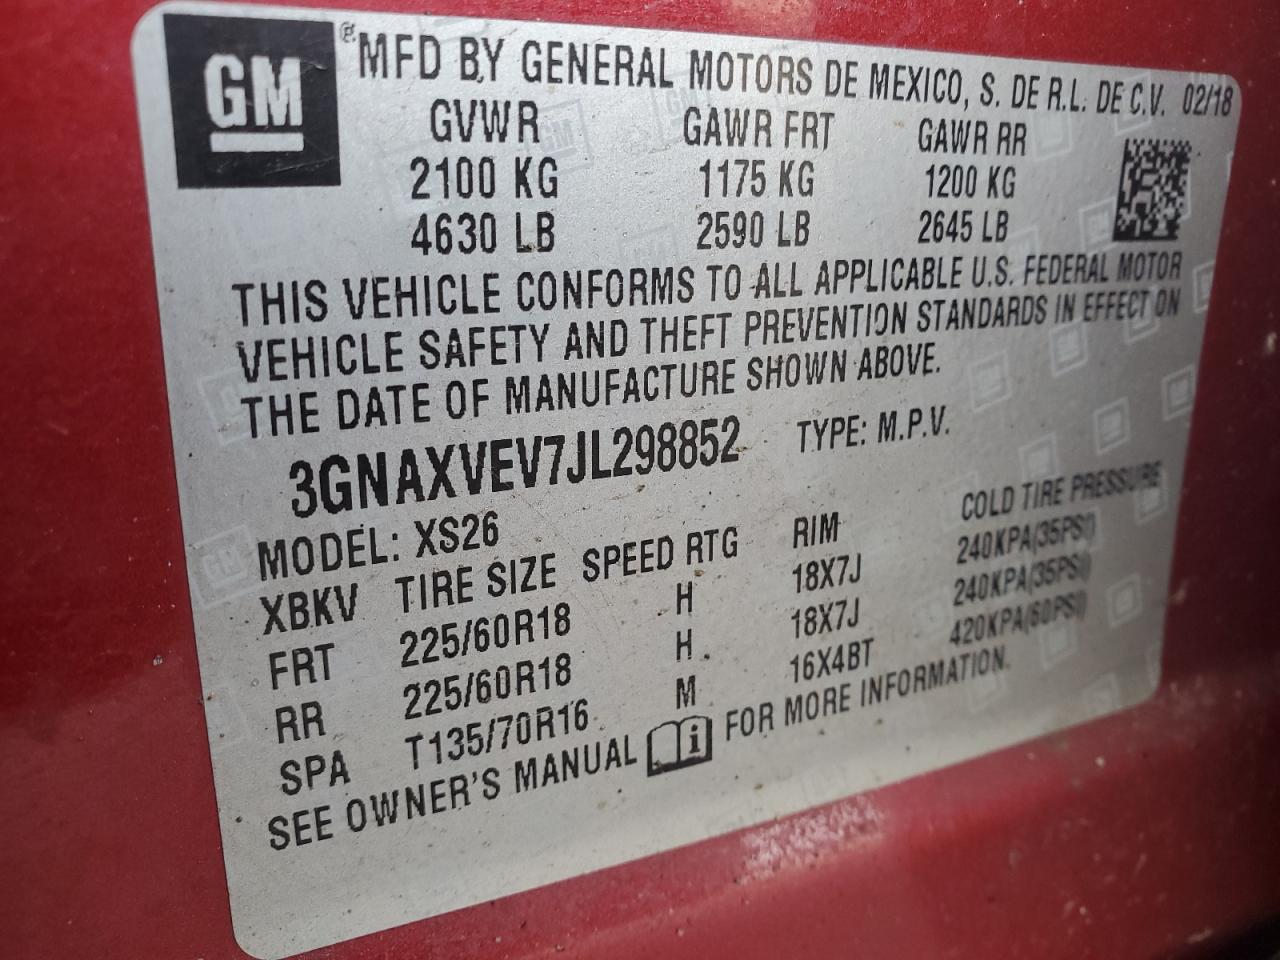 GM
® MFD BY GENERAL MOTORS DE MEXICO, S. DE R.L. DE C.V. 02/18
GVWR GAWR FRT GAWR RR
2100 KG 1175 KG 1200 KG
4630 LB 2590 LB 2645 LB
THIS VEHICLE CONFORMS TO ALL APPLICABLE U.S. FEDERAL MOTOR
VEHICLE SAFETY AND THEFT PREVENTION STANDARDS IN EFFECT ON
THE DATE OF MANUFACTURE SHOWN ABOVE.
3GNAXVEV7JL298852 TYPE: M.P.V.
MODEL: XS26
XBKV TIRE SIZE SPEED RTG RIM COLD TIRE PRESSURE
FRT 225/60R18 H 18X7J 240KPA(35PSI)
RR 225/60R18 H 18X7J 240KPA(35PSI)
SPA T135/70R16 M 16X4BT 420KPA(60PSI)
SEE OWNER'S MANUAL i FOR MORE INFORMATION.